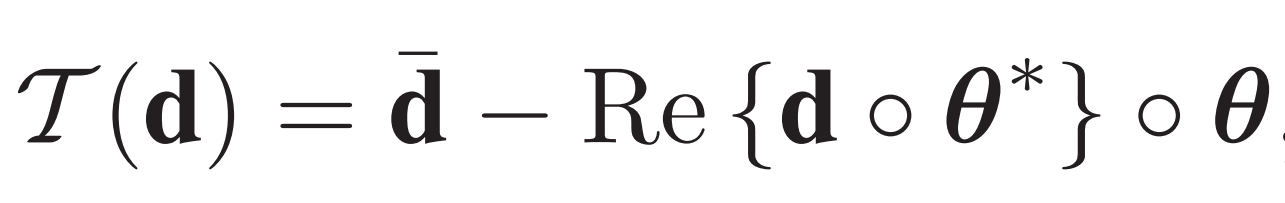 𝒯(𝐝) = 𝐝̄ − Re {𝐝 ∘ 𝜽*} ∘ 𝜽.